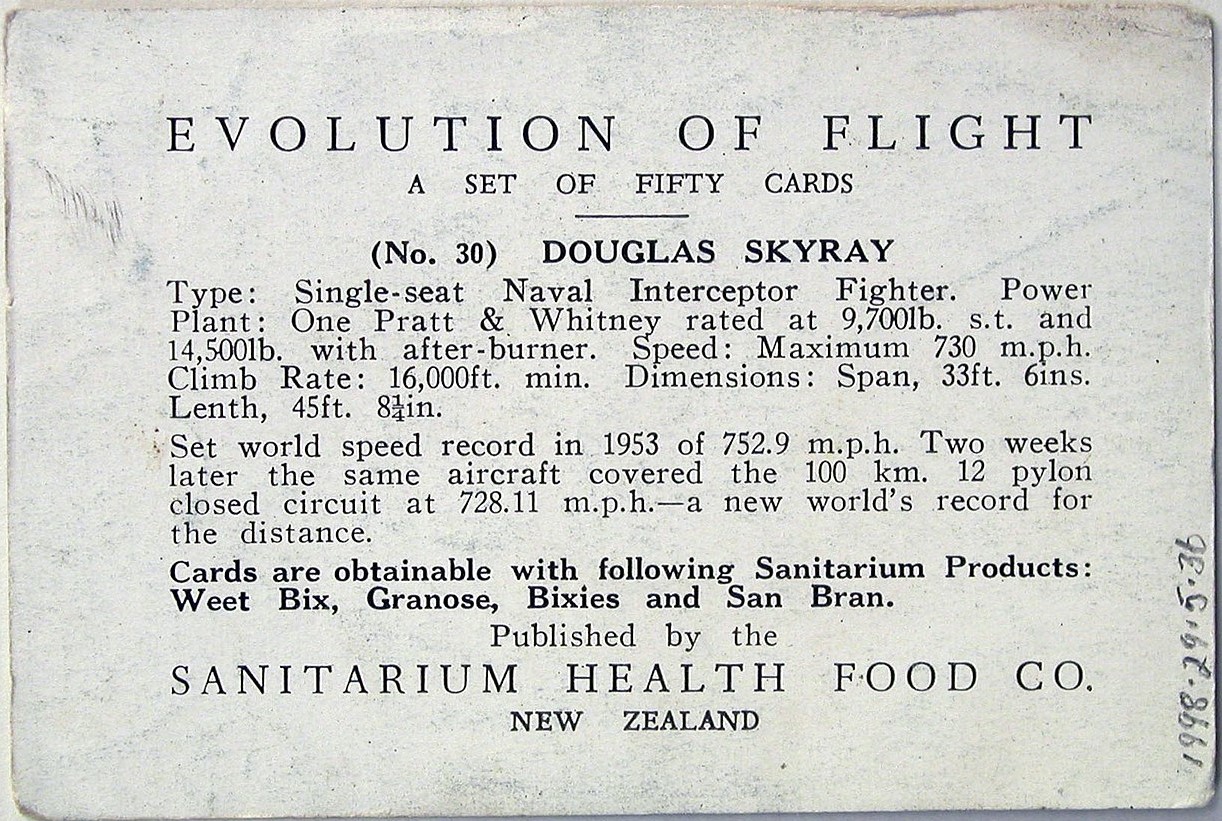 EVOLUTION OF FLIGHT
A SET OF FIFTY CARDS
(No. 30) DOUGLAS SKYRAY
Type: Single-seat Naval Interceptor Fighter. Power
Plant: One Pratt & Whitney rated at 9,700lb. s.t. and
14,500lb. with after-burner. Speed: Maximum 730 m.p.h.
Climb Rate: 16,000ft. min. Dimensions: Span, 33ft. 6ins.
Lenth, 45ft. 8¼in.
Set world speed record in 1953 of 752.9 m.p.h. Two weeks
later the same aircraft covered the 100 km. 12 pylon
closed circuit at 728.11 m.p.h.—a new world's record for
the distance.
Cards are obtainable with following Sanitarium Products:
Weet Bix, Granose, Bixies and San Bran.
Published by the
SANITARIUM HEALTH FOOD CO.
NEW ZEALAND